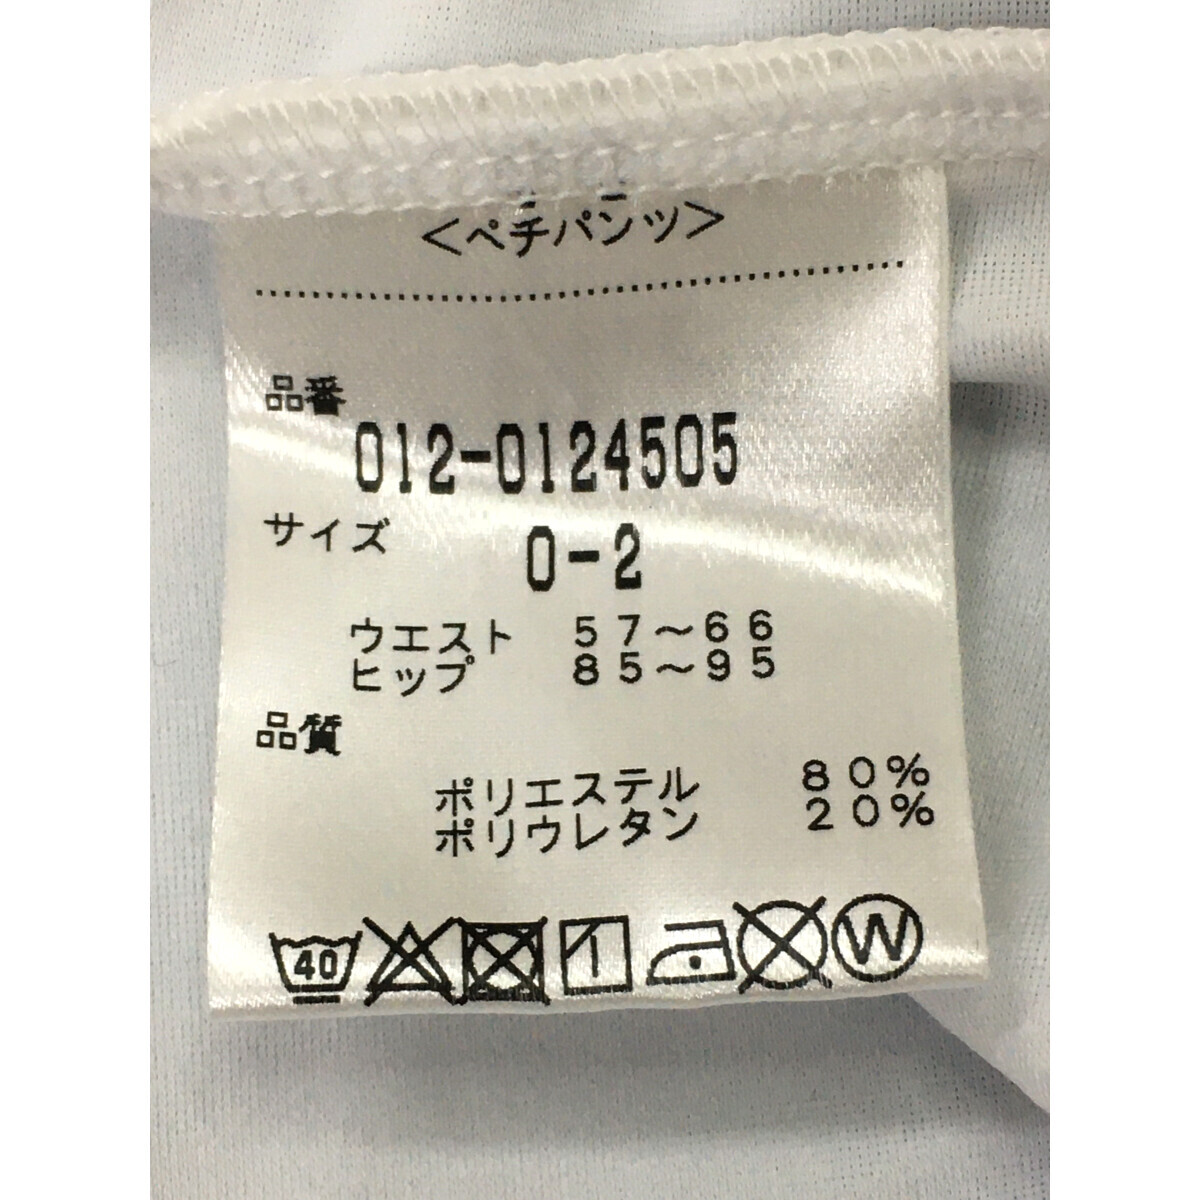 <ペチパンツ>
品番
012-0124505
サイズ 0-2
ウエスト 57～66
ヒップ 85～95
品質
ポリエステル 80%
ポリウレタン 20%
40
W